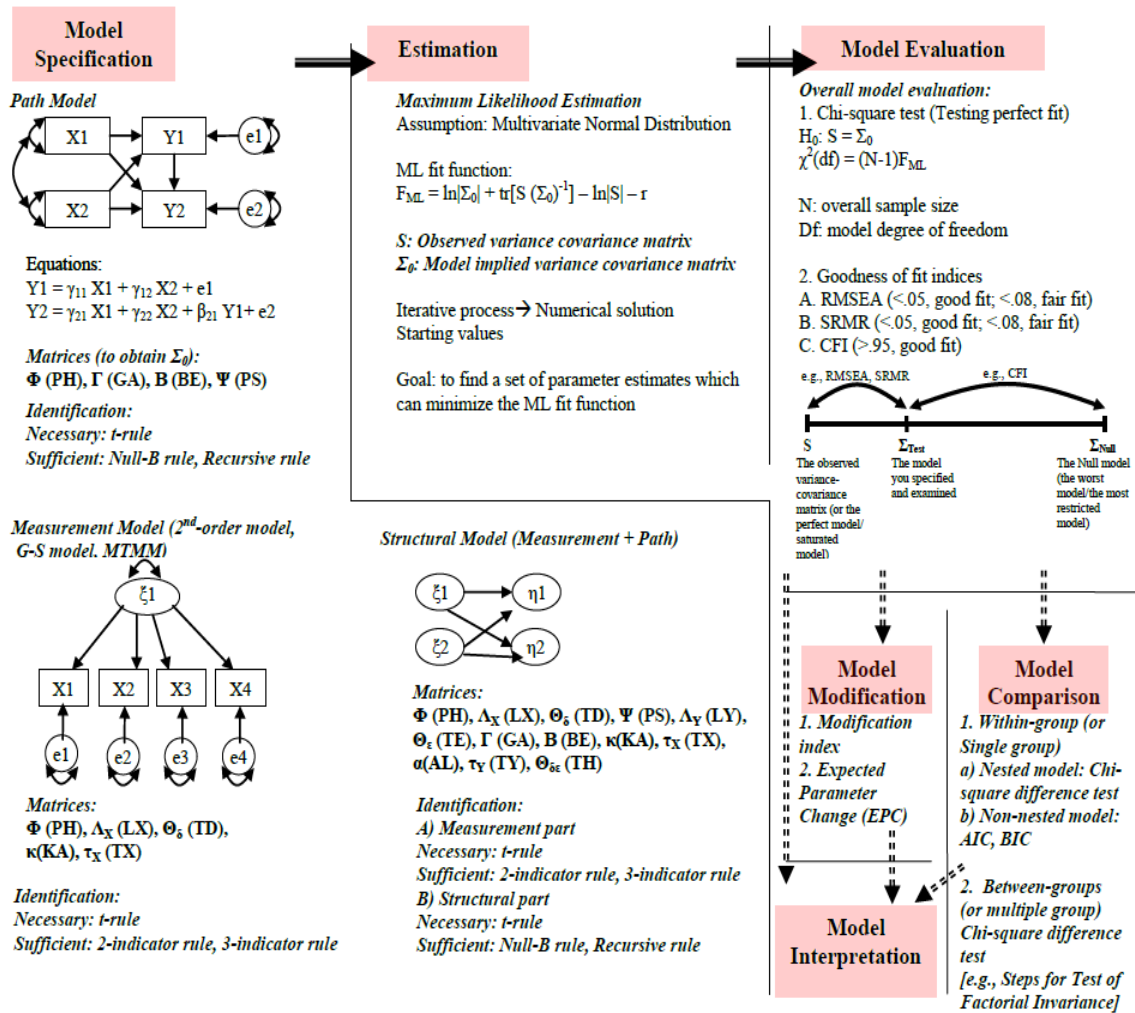 Model
Specification
Path Model
X1
Y1
e1
X2
Y2
e2
Equations:
Y1 = γ₁₁ X1 + γ₁₂ X2 + e1
Y2 = γ₂₁ X1 + γ₂₂ X2 + β₂₁ Y1+ e2
Matrices (to obtain Σ₀):
Φ (PH), Γ (GA), B (BE), Ψ (PS)
Identification:
Necessary: t-rule
Sufficient: Null-B rule, Recursive rule
Measurement Model (2ⁿᵈ-order model,
G-S model. MTMM)
ξ1
X1
X2
X3
X4
e1
e2
e3
e4
Matrices:
Φ (PH), Λ_X (LX), Θ_δ (TD),
κ(KA), τ_X (TX)
Identification:
Necessary: t-rule
Sufficient: 2-indicator rule, 3-indicator rule
Estimation
Maximum Likelihood Estimation
Assumption: Multivariate Normal Distribution
ML fit function:
F_ML = ln|Σ₀| + tr[S (Σ₀)⁻¹] – ln|S| – r
S: Observed variance covariance matrix
Σ₀: Model implied variance covariance matrix
Iterative process→ Numerical solution
Starting values
Goal: to find a set of parameter estimates which
can minimize the ML fit function
Structural Model (Measurement + Path)
ξ1
η1
ξ2
η2
Matrices:
Φ (PH), Λ_X (LX), Θ_δ (TD), Ψ (PS), Λ_Y (LY),
Θ_ε (TE), Γ (GA), B (BE), κ(KA), τ_X (TX),
α(AL), τ_Y (TY), Θ_δε (TH)
Identification:
A) Measurement part
Necessary: t-rule
Sufficient: 2-indicator rule, 3-indicator rule
B) Structural part
Necessary: t-rule
Sufficient: Null-B rule, Recursive rule
Model Evaluation
Overall model evaluation:
1. Chi-square test (Testing perfect fit)
H₀: S = Σ₀
χ²(df) = (N-1)F_ML
N: overall sample size
Df: model degree of freedom
2. Goodness of fit indices
A. RMSEA (<.05, good fit; <.08, fair fit)
B. SRMR (<.05, good fit; <.08, fair fit)
C. CFI (>.95, good fit)
e.g., RMSEA, SRMR
e.g., CFI
S
The observed
variance-
covariance
matrix (or the
perfect model/
saturated
model)
Σ_Test
The model
you specified
and examined
Σ_Null
The Null model
(the worst
model/the most
restricted
model)
Model
Modification
1. Modification
index
2. Expected
Parameter
Change (EPC)
Model
Comparison
1. Within-group (or
Single group)
a) Nested model: Chi-
square difference test
b) Non-nested model:
AIC, BIC
2. Between-groups
(or multiple group)
Chi-square difference
test
[e.g., Steps for Test of
Factorial Invariance]
Model
Interpretation